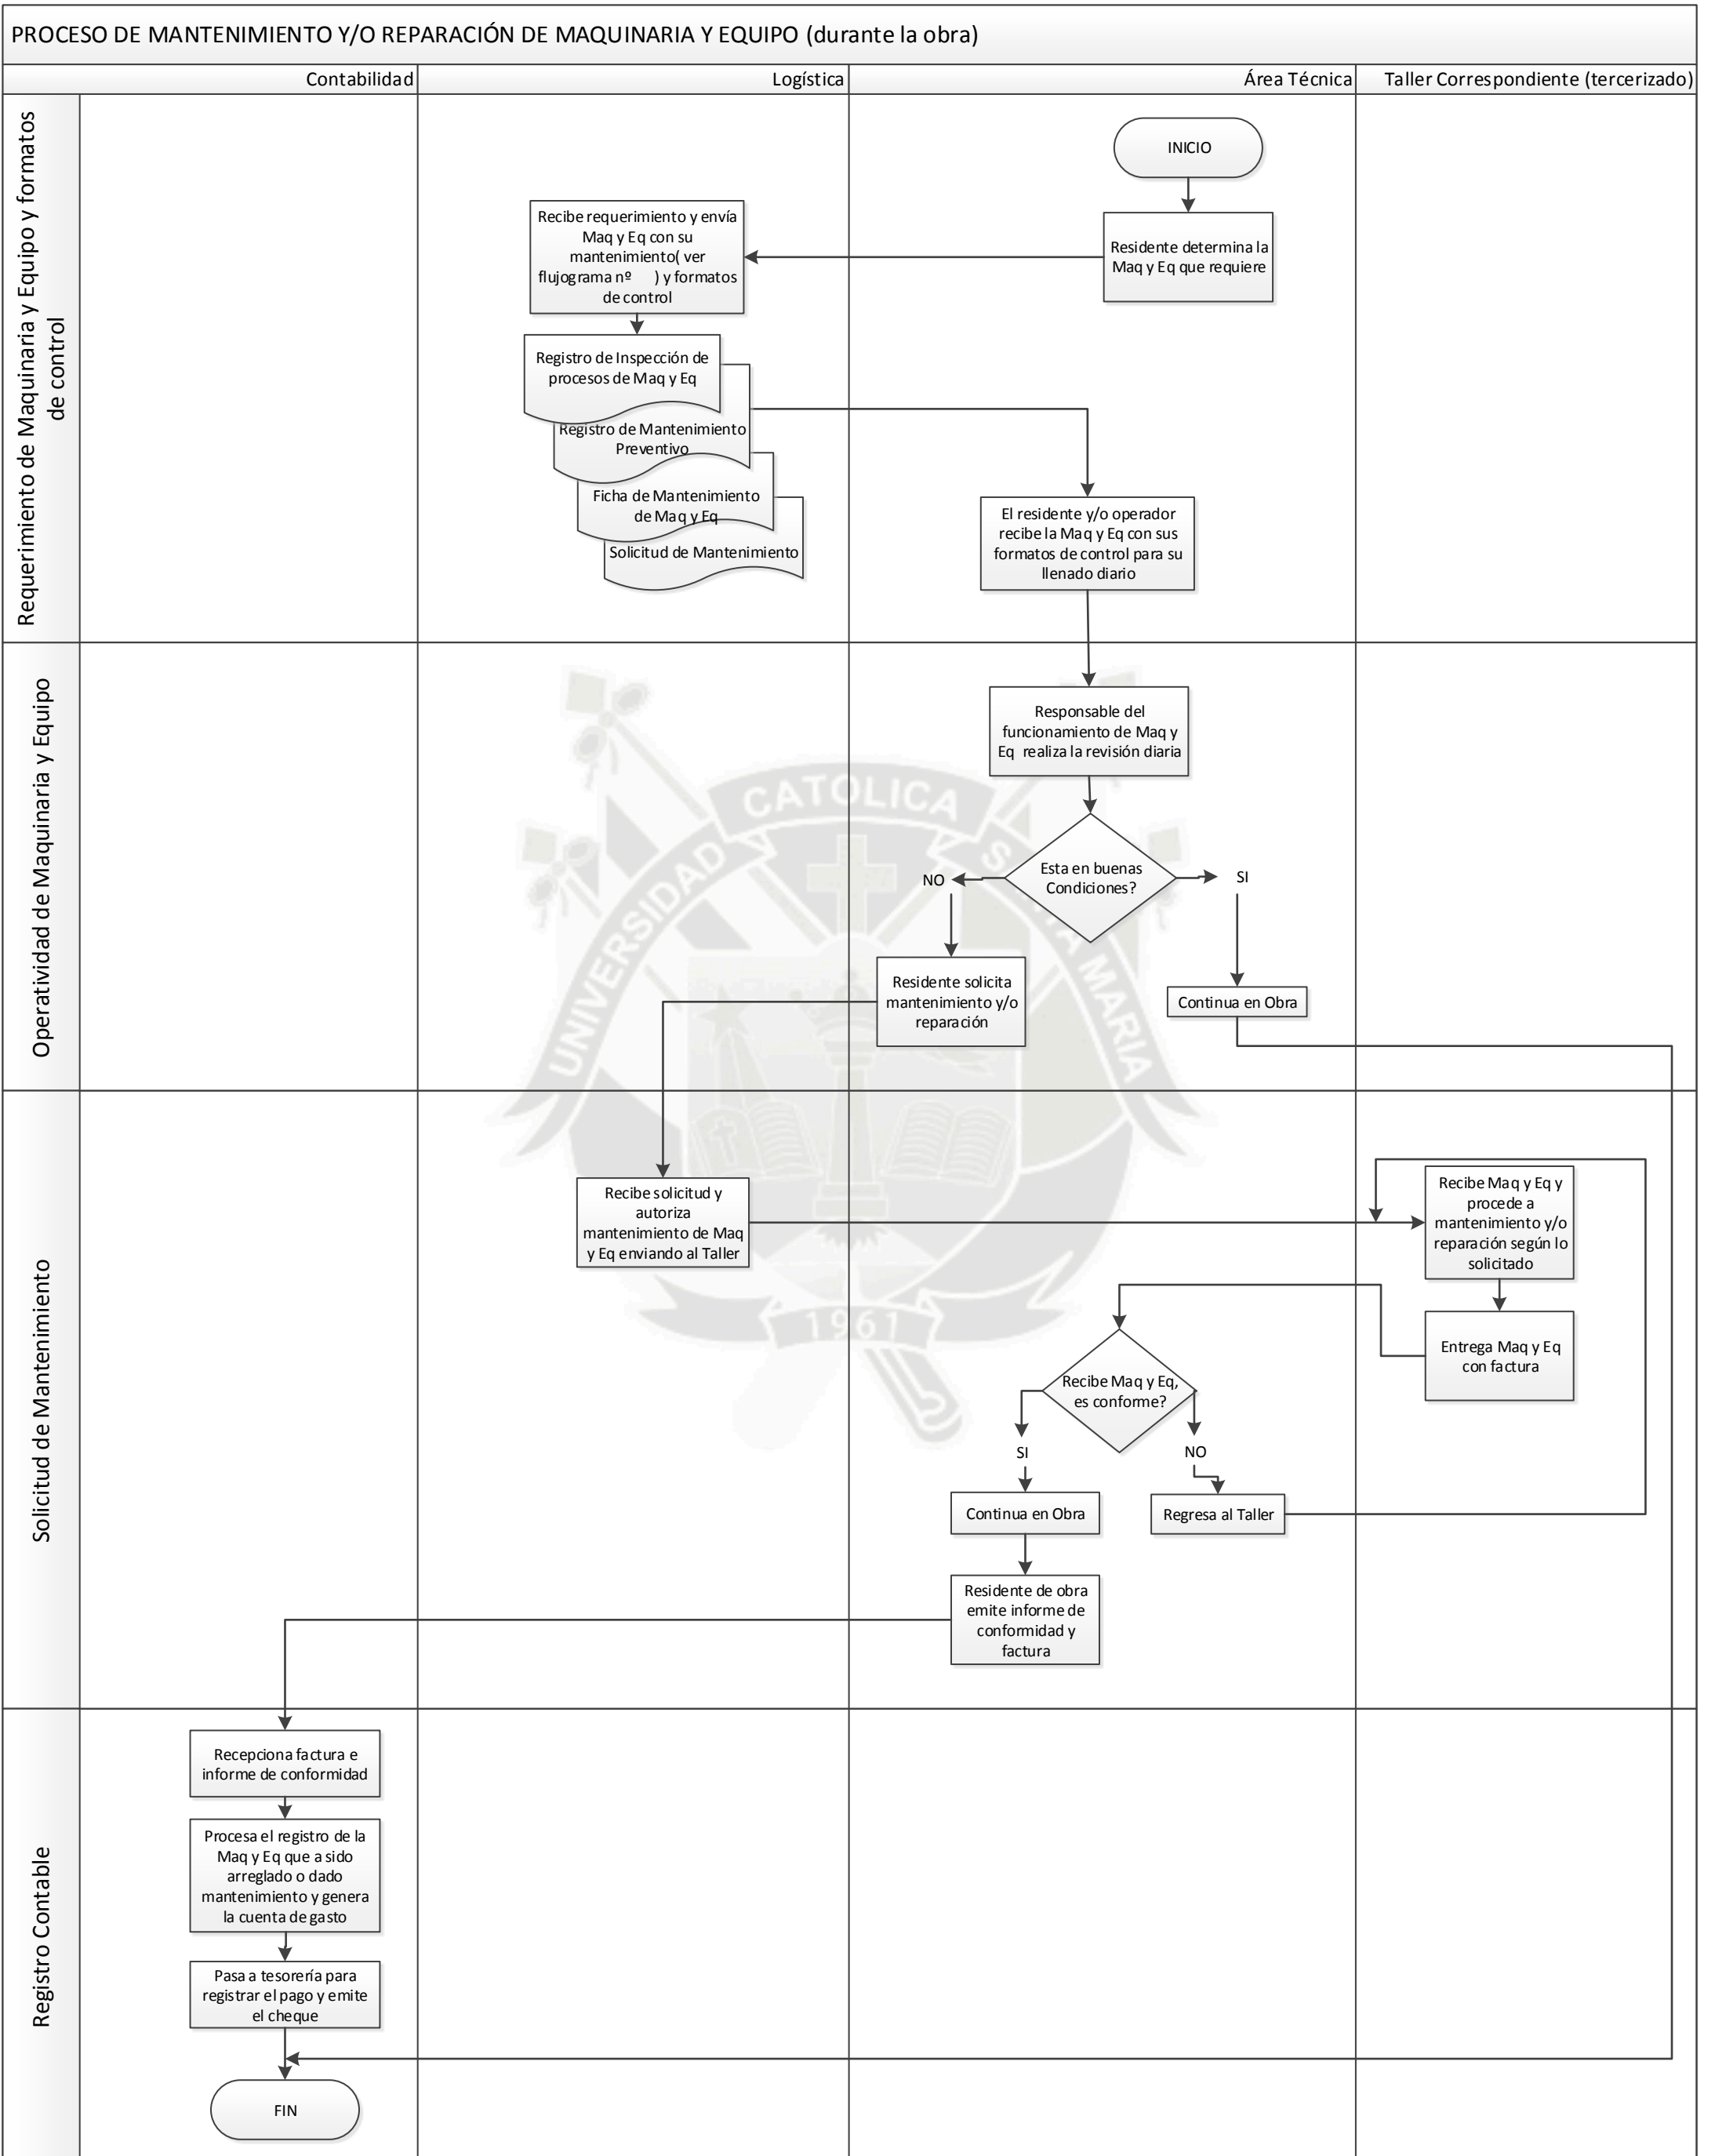 PROCESO DE MANTENIMIENTO Y/O REPARACIÓN DE MAQUINARIA Y EQUIPO (durante la obra)
Contabilidad
Logística
Área Técnica
Taller Correspondiente (tercerizado)
Requerimiento de Maquinaria y Equipo y formatos
de control
INICIO
Residente determina la
Maq y Eq que requiere
Recibe requerimiento y envía
Maq y Eq con su
mantenimiento( ver
flujograma nº ) y formatos
de control
Registro de Inspección de
procesos de Maq y Eq
Registro de Mantenimiento
Preventivo
Ficha de Mantenimiento
de Maq y Eq
Solicitud de Mantenimiento
El residente y/o operador
recibe la Maq y Eq con sus
formatos de control para su
llenado diario
Operatividad de Maquinaria y Equipo
Responsable del
funcionamiento de Maq y
Eq realiza la revisión diaria
Esta en buenas
Condiciones?
NO
SI
Residente solicita
mantenimiento y/o
reparación
Continua en Obra
UNIVERSIDAD CATOLICA SANTA MARIA
1961
Solicitud de Mantenimiento
Recibe solicitud y
autoriza
mantenimiento de Maq
y Eq enviando al Taller
Recibe Maq y Eq y
procede a
mantenimiento y/o
reparación según lo
solicitado
Entrega Maq y Eq
con factura
Recibe Maq y Eq,
es conforme?
SI
NO
Continua en Obra
Regresa al Taller
Residente de obra
emite informe de
conformidad y
factura
Registro Contable
Recepciona factura e
informe de conformidad
Procesa el registro de la
Maq y Eq que a sido
arreglado o dado
mantenimiento y genera
la cuenta de gasto
Pasa a tesorería para
registrar el pago y emite
el cheque
FIN